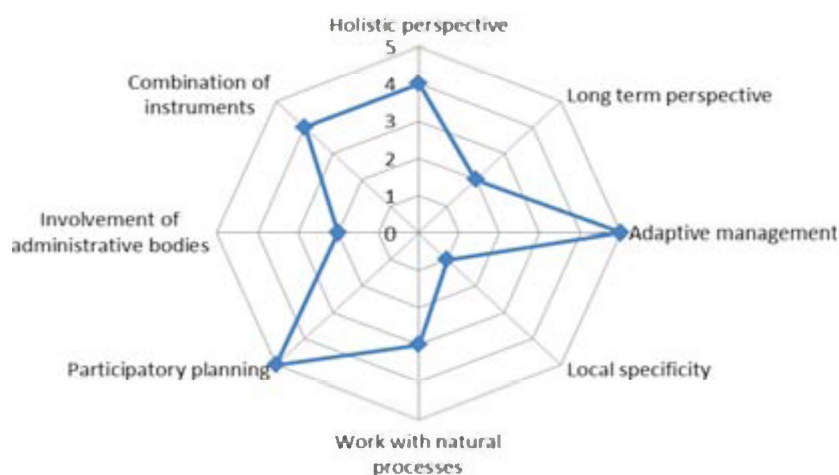 Holistic perspective
5
Combination of
instruments
4
Long term perspective
3
2
1
Involvement of
administrative bodies
0
Adaptive management
Participatory planning
Local specificity
Work with natural
processes